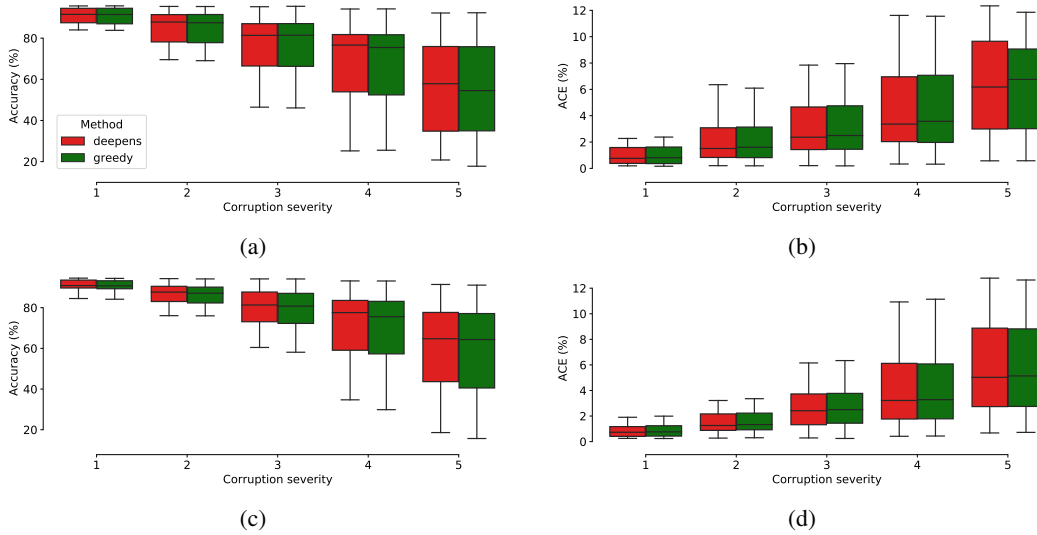 Accuracy (%)
80
60
40
20
Method
deepens
greedy
1 2 3 4 5
Corruption severity
(a)
ACE (%)
12
10
8
6
4
2
0
1 2 3 4 5
Corruption severity
(b)
Accuracy (%)
80
60
40
20
1 2 3 4 5
Corruption severity
(c)
ACE (%)
12
10
8
6
4
2
0
1 2 3 4 5
Corruption severity
(d)